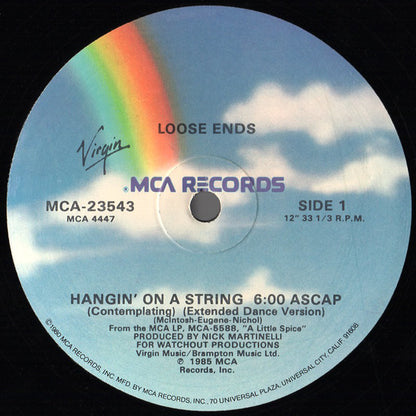 LOOSE ENDS
Virgin
MCA RECORDS
MCA-23543
MCA 4447
SIDE 1
12" 33 1/3 R.P.M.
HANGIN' ON A STRING 6:00 ASCAP
(Contemplating) (Extended Dance Version)
(McIntosh-Eugene-Nichol)
From the MCA LP, MCA-5588, "A Little Spice"
PRODUCED BY NICK MARTINELLI
FOR WATCHOUT PRODUCTIONS
Virgin Music/Brampton Music Ltd.
℗ 1985 MCA
Records, Inc.
©1980 MCA RECORDS, INC. MFD. BY MCA RECORDS, INC., 70 UNIVERSAL PLAZA, UNIVERSAL CITY, CALIF. 91608